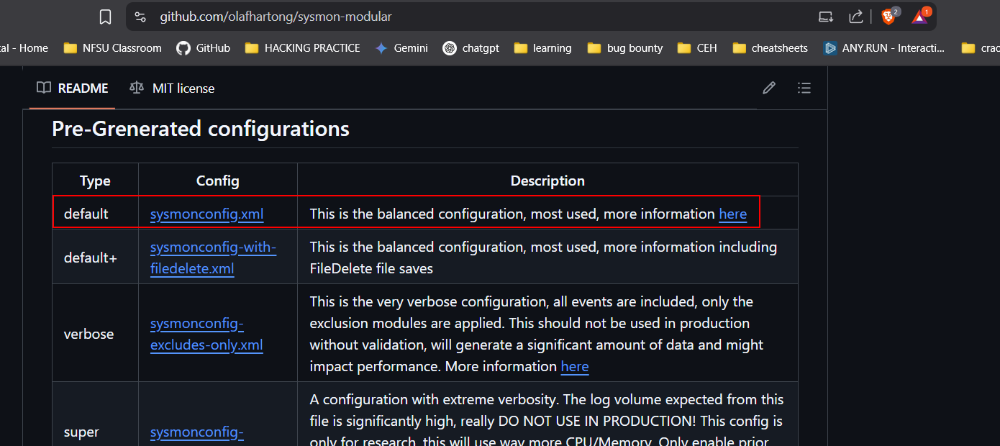 github.com/olafhartong/sysmon-modular
2
1
al - Home
NFSU Classroom
GitHub
HACKING PRACTICE
Gemini
chatgpt
learning
bug bounty
CEH
cheatsheets
ANY.RUN - Interacti...
crac
README
MIT license
Pre-Grenerated configurations
Type
Config
Description
default
sysmonconfig.xml
This is the balanced configuration, most used, more information here
default+
sysmonconfig-with-
filedelete.xml
This is the balanced configuration, most used, more information including
FileDelete file saves
verbose
sysmonconfig-
excludes-only.xml
This is the very verbose configuration, all events are included, only the
exclusion modules are applied. This should not be used in production
without validation, will generate a significant amount of data and might
impact performance. More information here
super
sysmonconfig-
A configuration with extreme verbosity. The log volume expected from this
file is significantly high, really DO NOT USE IN PRODUCTION! This config is
only for research, this will use way more CPU/Memory. Only enable prior